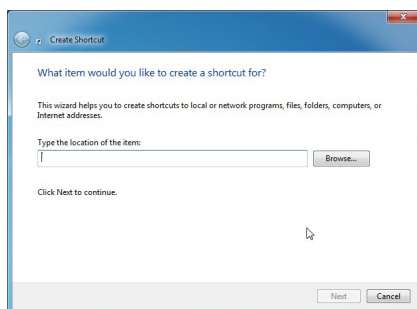 Create Shortcut
What item would you like to create a shortcut for?
This wizard helps you to create shortcuts to local or network programs, files, folders, computers, or
Internet addresses.
Type the location of the item:
Browse...
Click Next to continue.
Next
Cancel